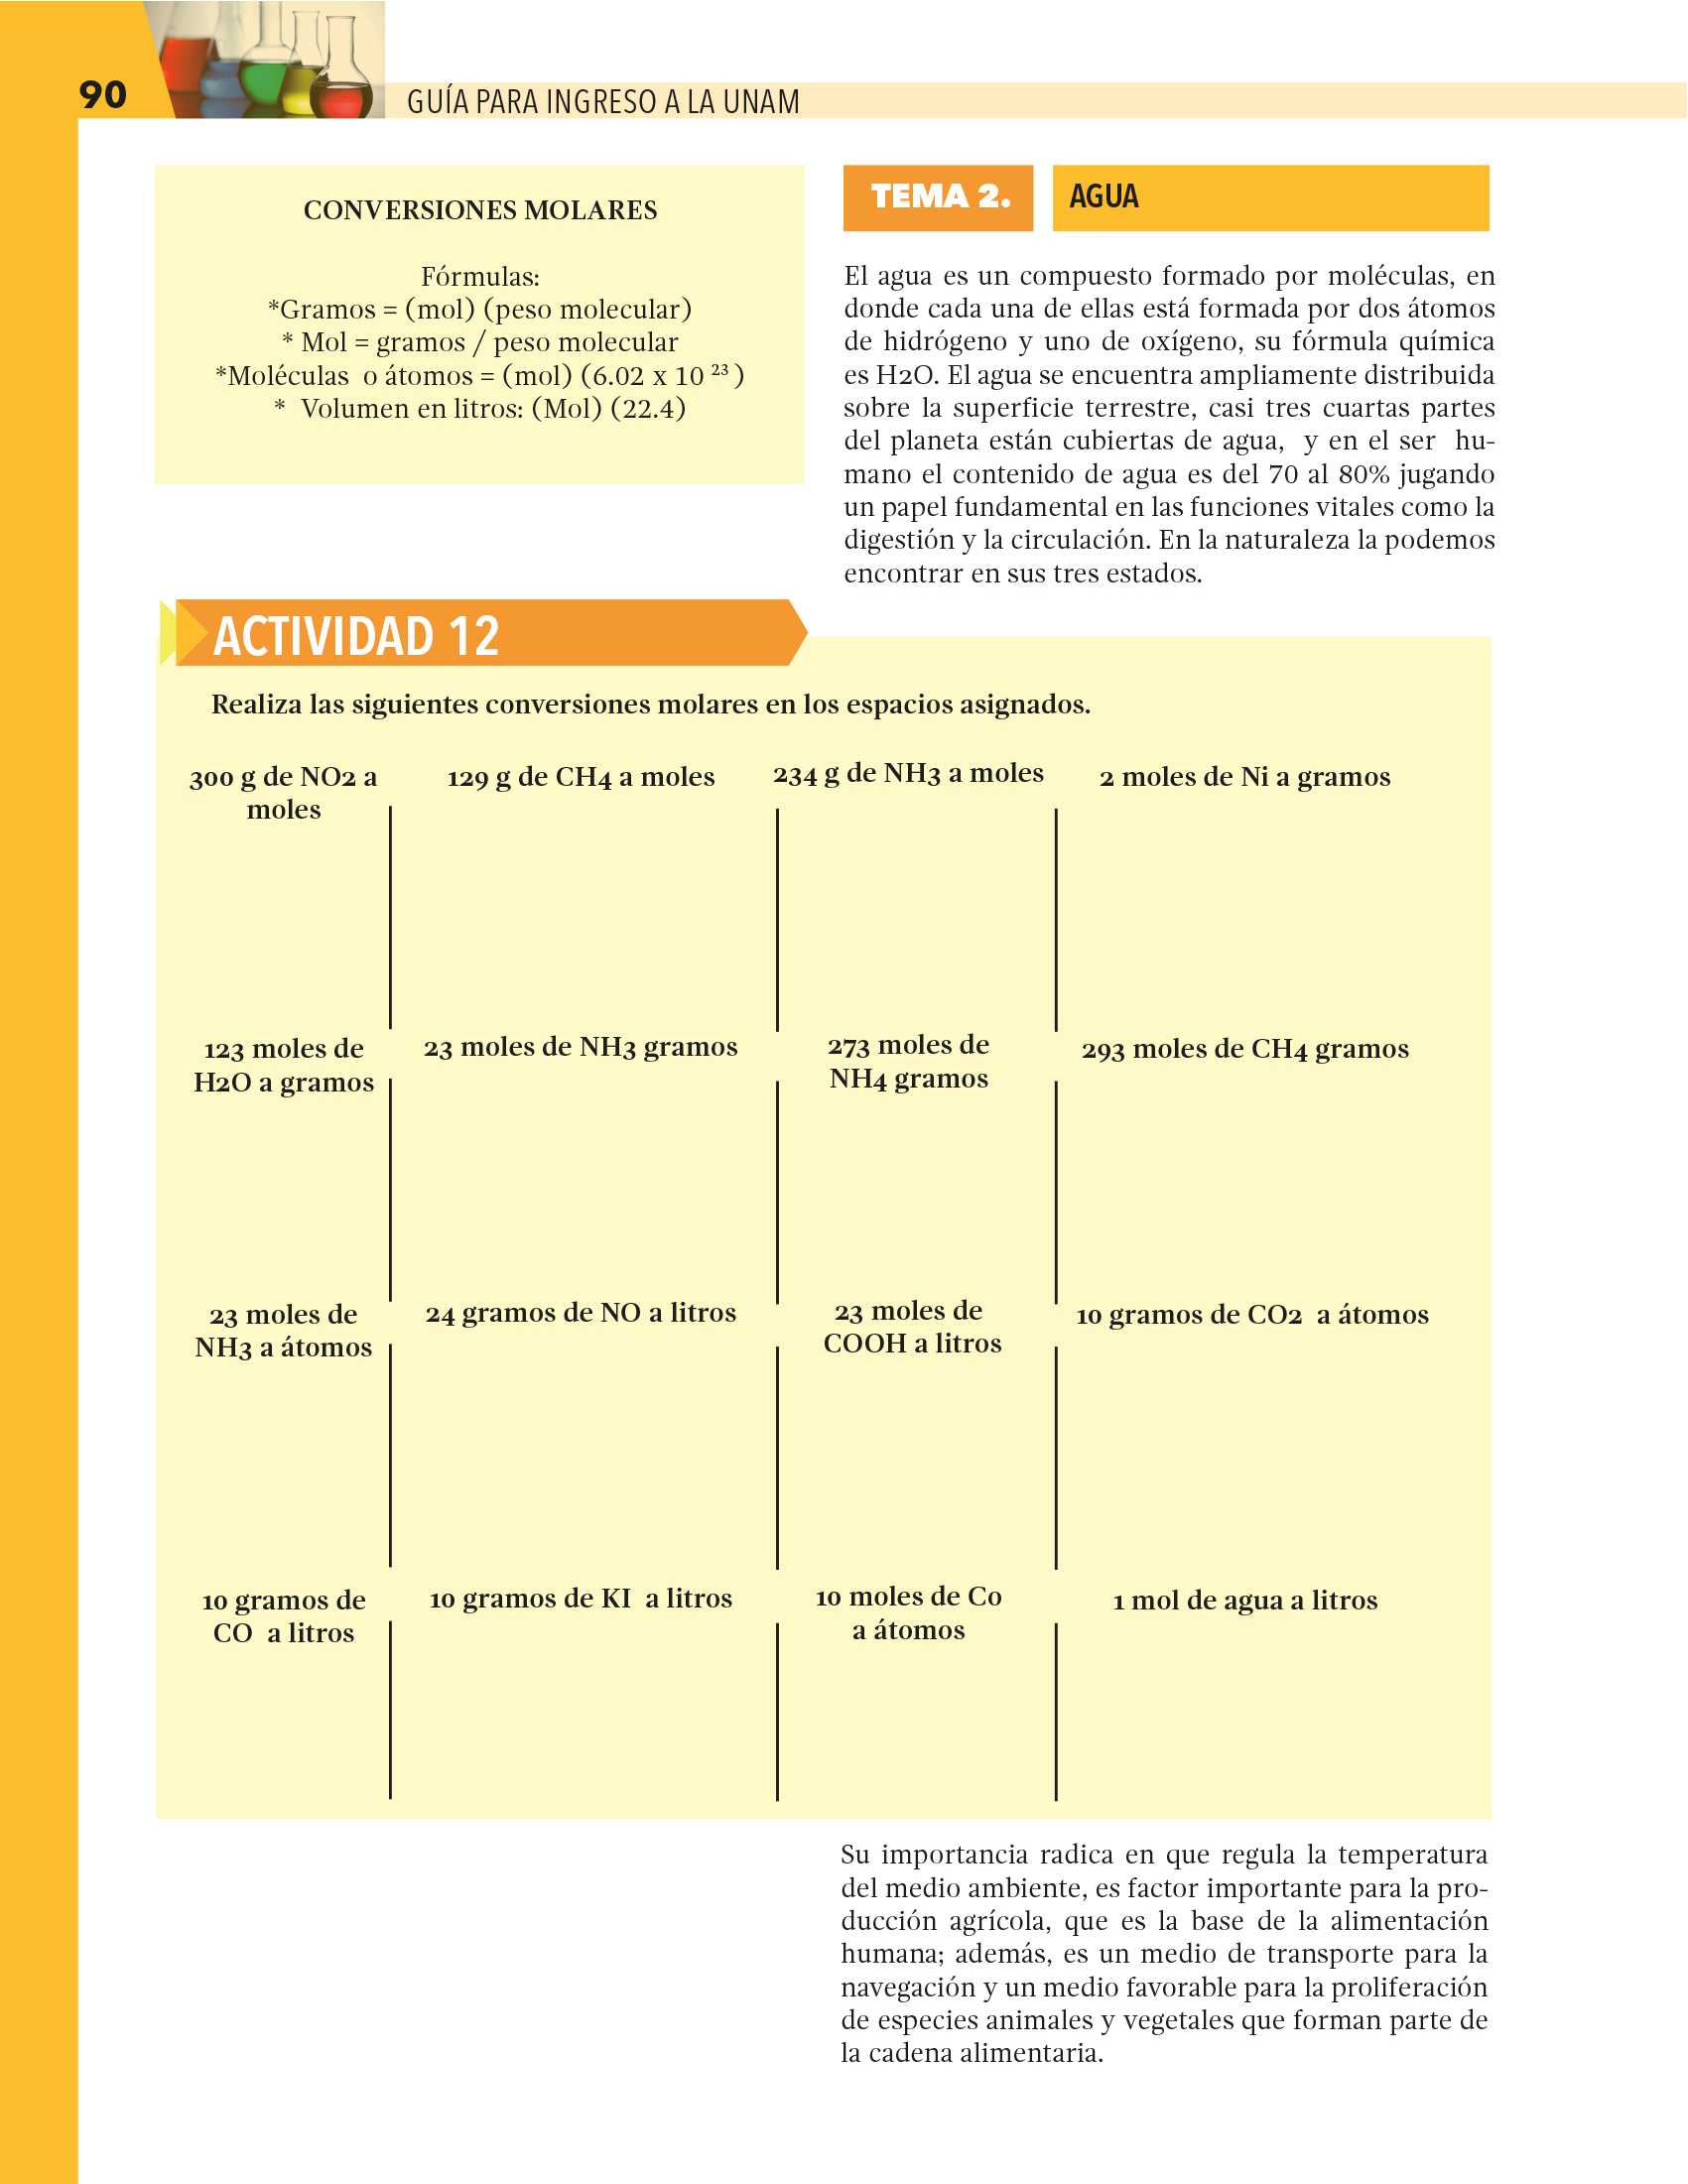 90
GUÍA PARA INGRESO A LA UNAM
CONVERSIONES MOLARES
Fórmulas:
*Gramos = (mol) (peso molecular)
* Mol = gramos / peso molecular
*Moléculas o átomos = (mol) (6.02 x 10 ²³ )
* Volumen en litros: (Mol) (22.4)
TEMA 2.
AGUA
El agua es un compuesto formado por moléculas, en
donde cada una de ellas está formada por dos átomos
de hidrógeno y uno de oxígeno, su fórmula química
es H2O. El agua se encuentra ampliamente distribuida
sobre la superficie terrestre, casi tres cuartas partes
del planeta están cubiertas de agua, y en el ser hu-
mano el contenido de agua es del 70 al 80% jugando
un papel fundamental en las funciones vitales como la
digestión y la circulación. En la naturaleza la podemos
encontrar en sus tres estados.
ACTIVIDAD 12
Realiza las siguientes conversiones molares en los espacios asignados.
300 g de NO2 a
moles
129 g de CH4 a moles
234 g de NH3 a moles
2 moles de Ni a gramos
123 moles de
H2O a gramos
23 moles de NH3 gramos
273 moles de
NH4 gramos
293 moles de CH4 gramos
23 moles de
NH3 a átomos
24 gramos de NO a litros
23 moles de
COOH a litros
10 gramos de CO2 a átomos
10 gramos de
CO a litros
10 gramos de KI a litros
10 moles de Co
a átomos
1 mol de agua a litros
Su importancia radica en que regula la temperatura
del medio ambiente, es factor importante para la pro-
ducción agrícola, que es la base de la alimentación
humana; además, es un medio de transporte para la
navegación y un medio favorable para la proliferación
de especies animales y vegetales que forman parte de
la cadena alimentaria.